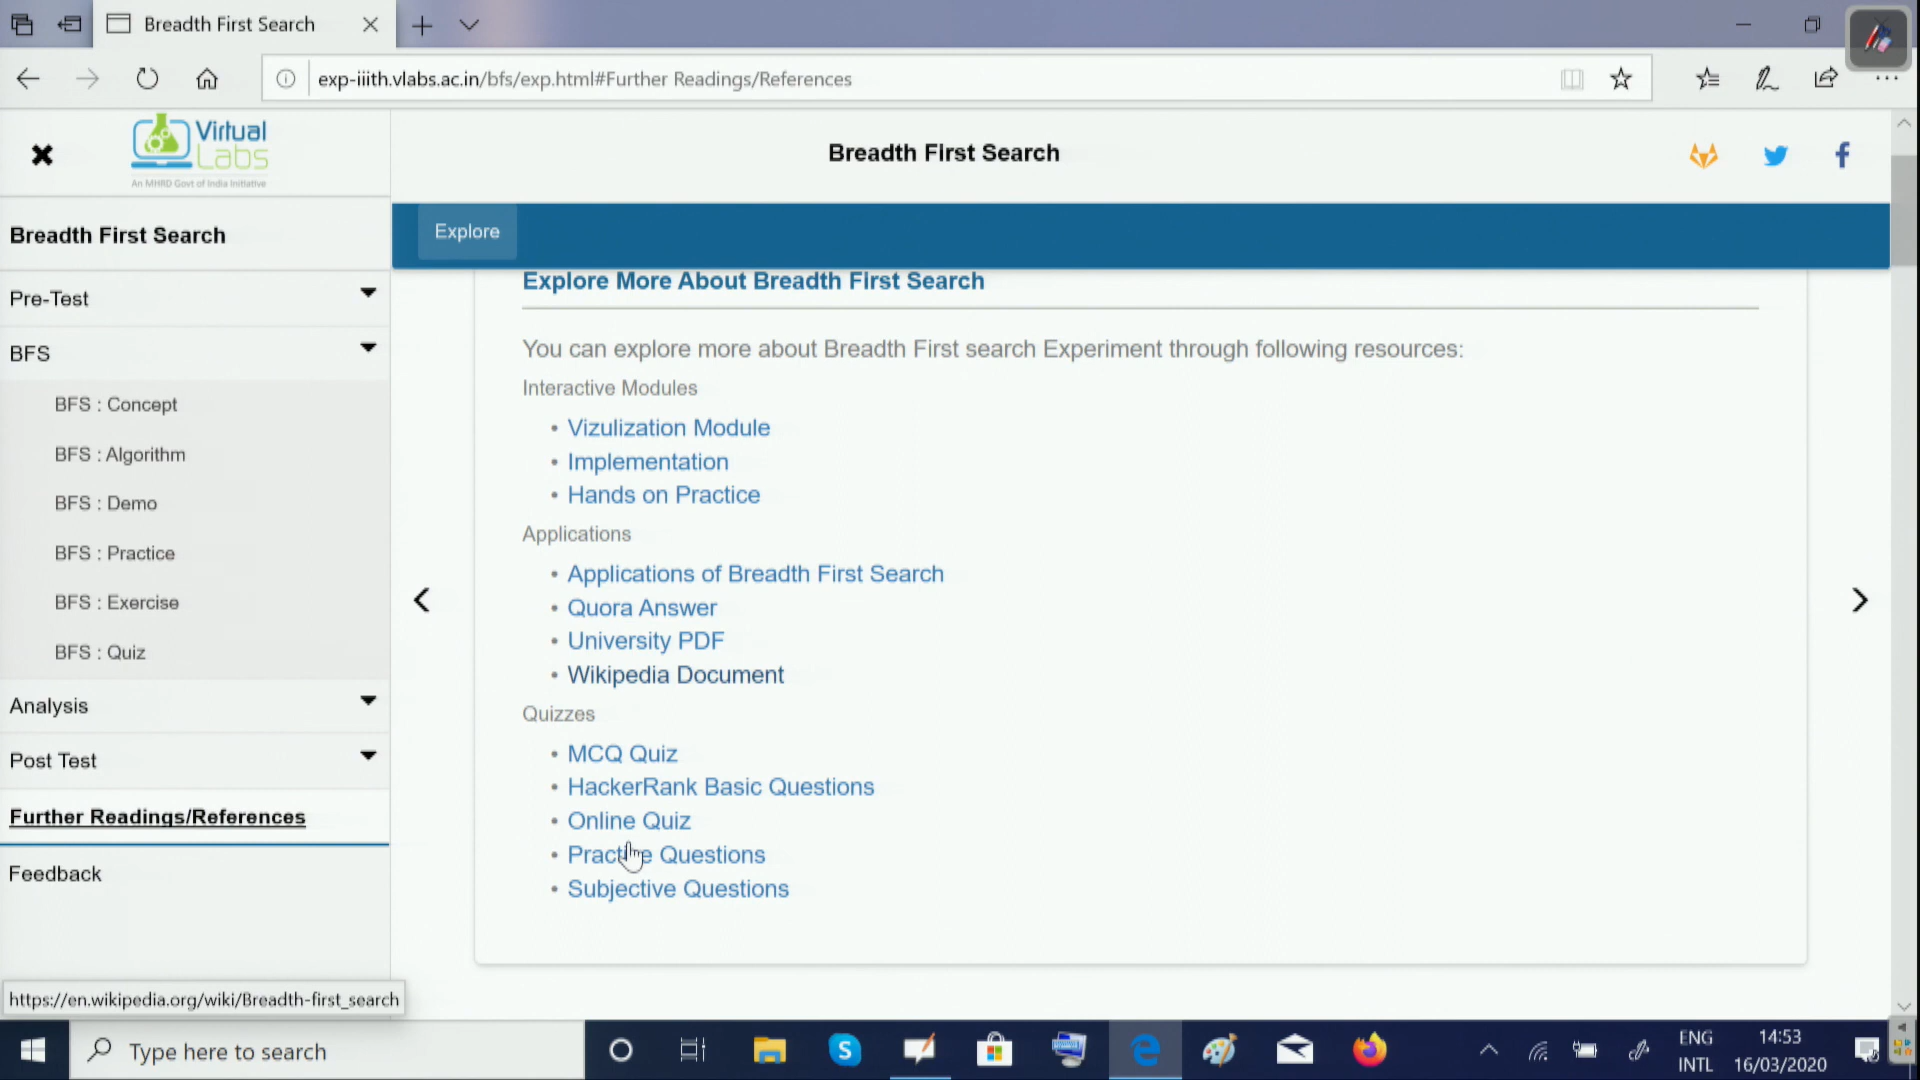 Breadth First Search
exp-iiith.vlabs.ac.in/bfs/exp.html#Further Readings/References
Virtual
Labs
An MHRD Govt of India Initiative
Breadth First Search
Breadth First Search
Explore
Pre-Test
BFS
BFS : Concept
BFS : Algorithm
BFS : Demo
BFS : Practice
BFS : Exercise
BFS : Quiz
Analysis
Post Test
Further Readings/References
Feedback
Explore More About Breadth First Search
You can explore more about Breadth First search Experiment through following resources:
Interactive Modules
• Vizulization Module
• Implementation
• Hands on Practice
Applications
• Applications of Breadth First Search
• Quora Answer
• University PDF
• Wikipedia Document
Quizzes
• MCQ Quiz
• HackerRank Basic Questions
• Online Quiz
• Practice Questions
• Subjective Questions
https://en.wikipedia.org/wiki/Breadth-first_search
Type here to search
ENG
INTL
14:53
16/03/2020